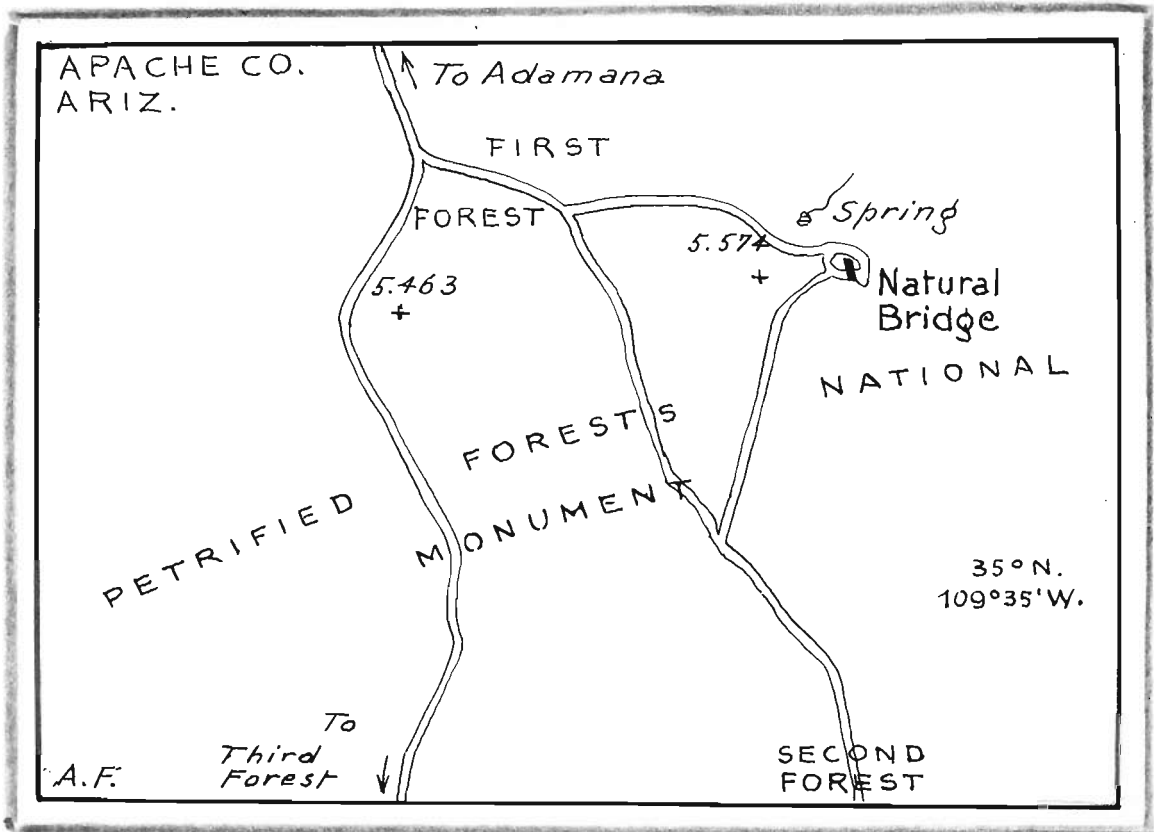 APACHE CO.
ARIZ.
To Adamana
FIRST
FOREST
Spring
5.574
5.463
Natural
Bridge
NATIONAL
PETRIFIED FORESTS
MONUMENT
35° N.
109°35' W.
To
Third
Forest
SECOND
FOREST
A.F.